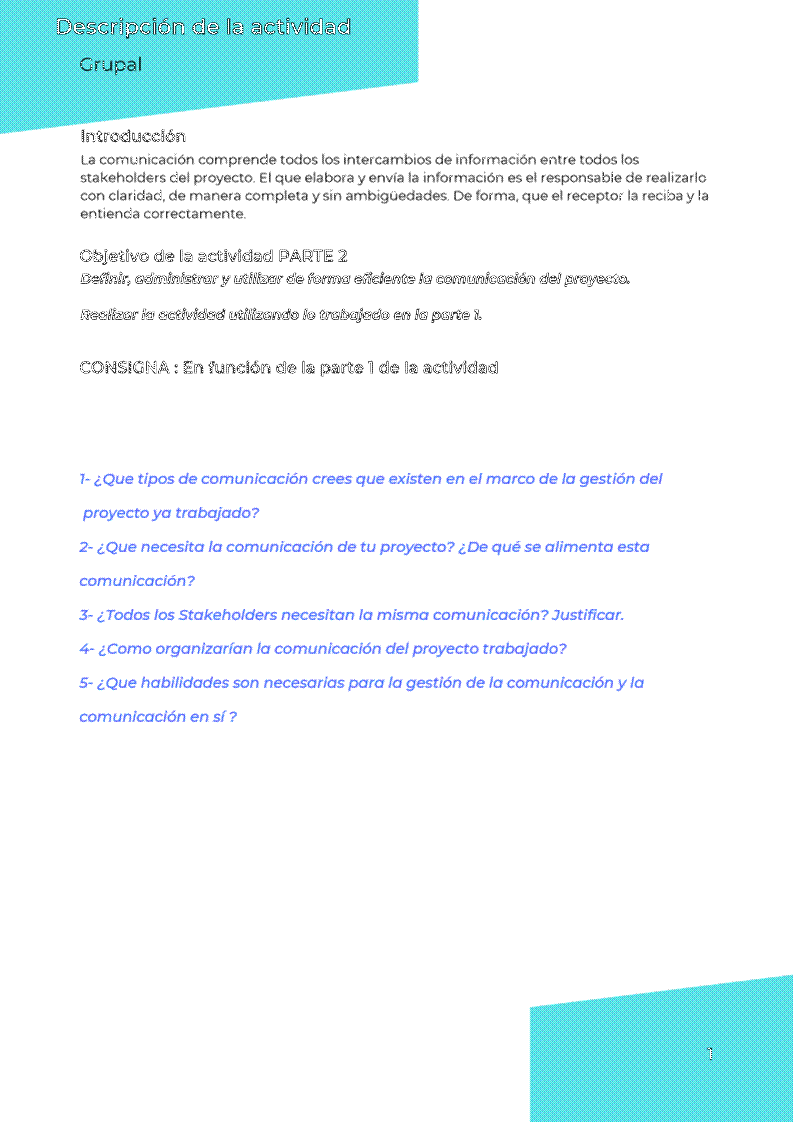 Descripción de la actividad
Grupal
Introducción
La comunicación comprende todos los intercambios de información entre todos los
stakeholders del proyecto. El que elabora y envía la información es el responsable de realizarlo
con claridad, de manera completa y sin ambigüedades. De forma, que el receptor la reciba y la
entienda correctamente.
Objetivo de la actividad PARTE 2
Definir, administrar y utilizar de forma eficiente la comunicación del proyecto.
Realizar la actividad utilizando lo trabajado en la parte 1.
CONSIGNA : En función de la parte 1 de la actividad
1- ¿Que tipos de comunicación crees que existen en el marco de la gestión del
proyecto ya trabajado?
2- ¿Que necesita la comunicación de tu proyecto? ¿De qué se alimenta esta
comunicación?
3- ¿Todos los Stakeholders necesitan la misma comunicación? Justificar.
4- ¿Como organizarían la comunicación del proyecto trabajado?
5- ¿Que habilidades son necesarias para la gestión de la comunicación y la
comunicación en sí ?
1